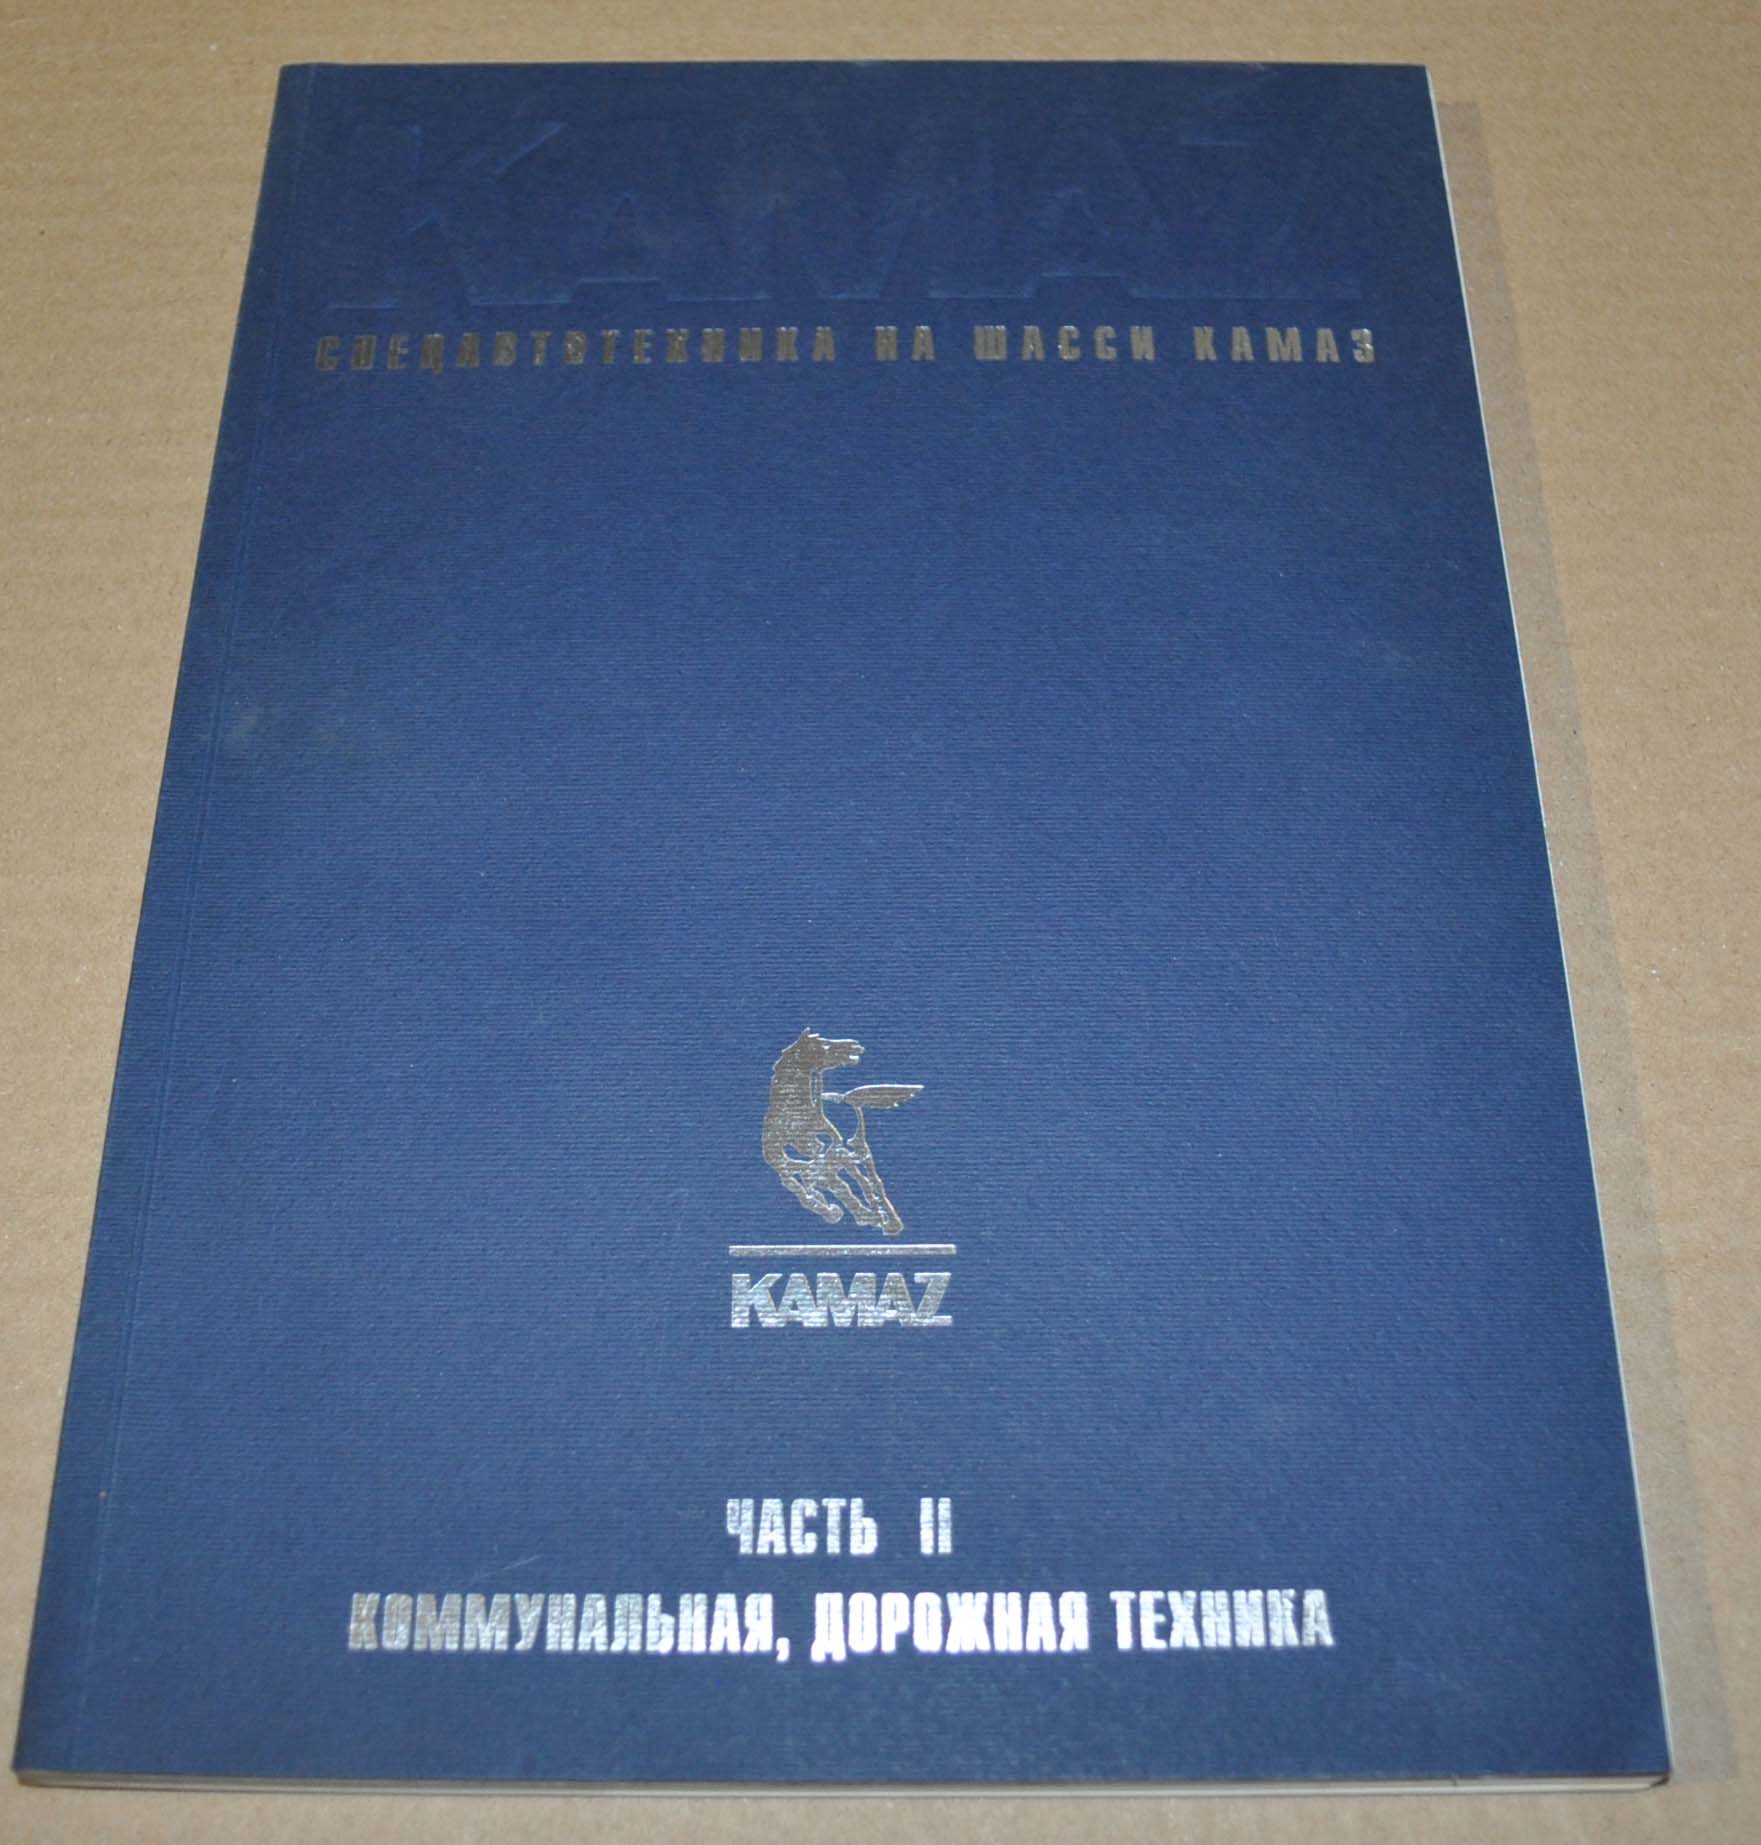 KAMAZ
СПЕЦАВТОТЕХНИКА НА ШАССИ КАМАЗ
KAMAZ
ЧАСТЬ II
КОММУНАЛЬНАЯ, ДОРОЖНАЯ ТЕХНИКА